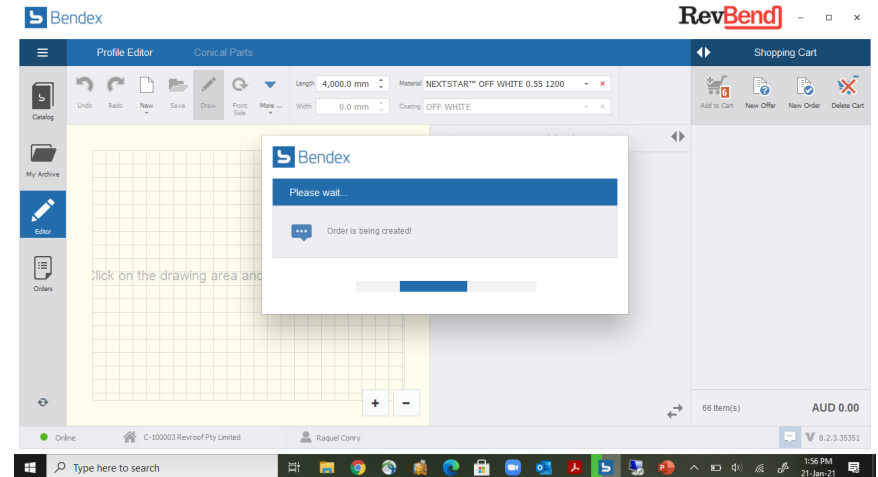 Bendex
RevBend
Profile Editor
Conical Parts
Shopping Cart
Undo
Redo
New
Save
Draw
Front Side
More ...
Length
4,000.0 mm
Material
NEXTSTAR™ OFF WHITE 0.55 1200
Width
0.0 mm
Coating
OFF WHITE
Add to Cart
New Offer
New Order
Delete Cart
Catalog
My Archive
Editor
Orders
Click on the drawing area and
Bendex
Please wait...
Order is being created!
+
−
66 Item(s)
AUD 0.00
Online
C-100003 Revroof Pty Limited
Raquel Conry
V 8.2.3.35351
Type here to search
1:56 PM
21-Jan-21